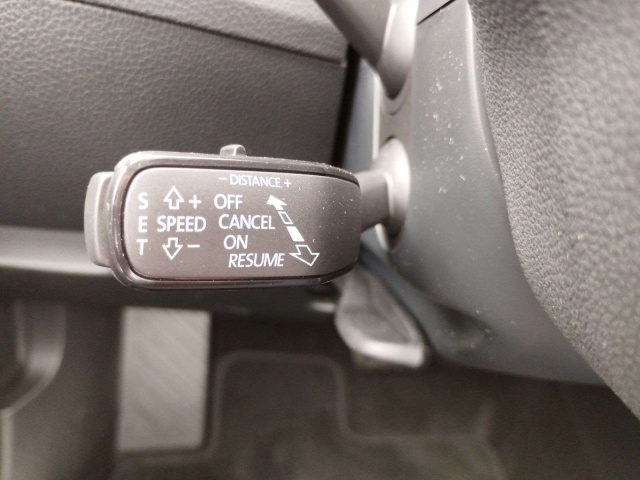 - DISTANCE +
S + OFF
E SPEED CANCEL
T - ON
RESUME